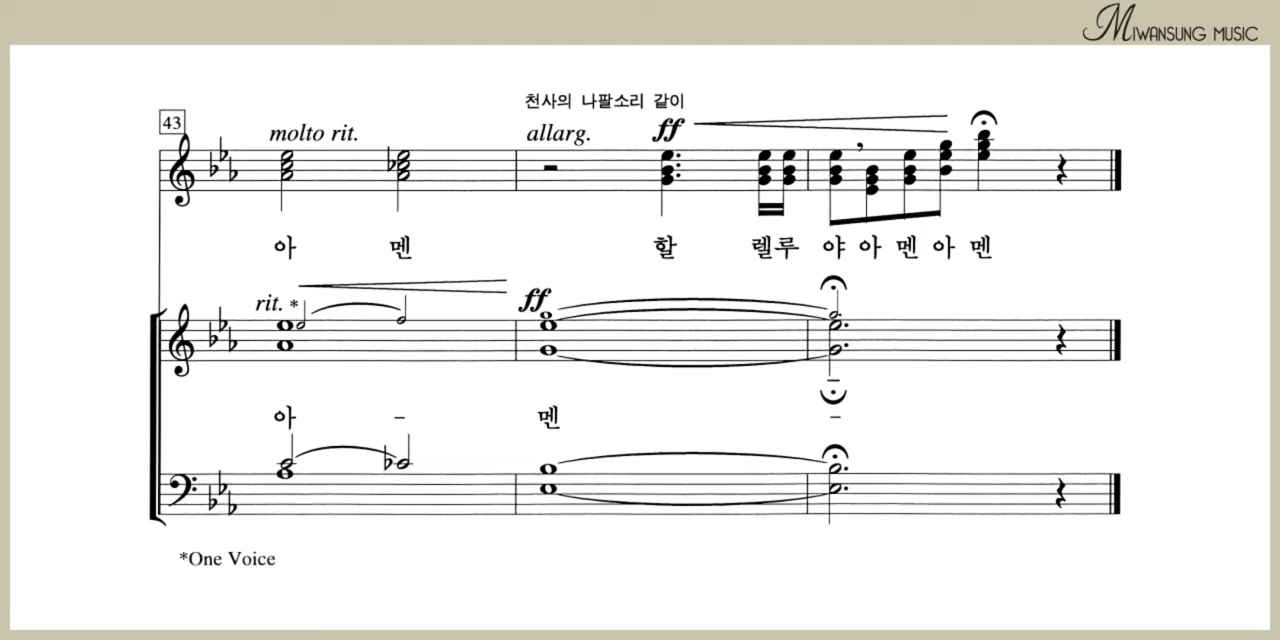 MIWANSUNG MUSIC
천사의 나팔소리 같이
43 molto rit. allarg. ff
아 멘 할 렐루 야 아 멘 아 멘
rit. * ff
아 - 멘 -
*One Voice